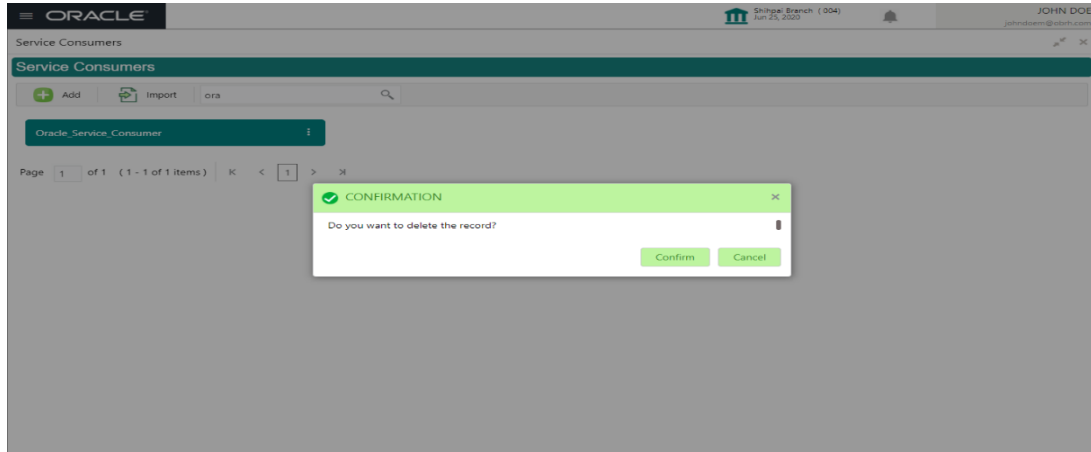 ORACLE
Shihpai Branch ( 004)
Jun 25, 2020
JOHN DOE
Service Consumers
Service Consumers
Add Import ora
Oracle_Service_Consumer
Page 1 of 1 ( 1 - 1 of 1 items ) K < 1 > >|
CONFIRMATION ×
Do you want to delete the record?
Confirm Cancel